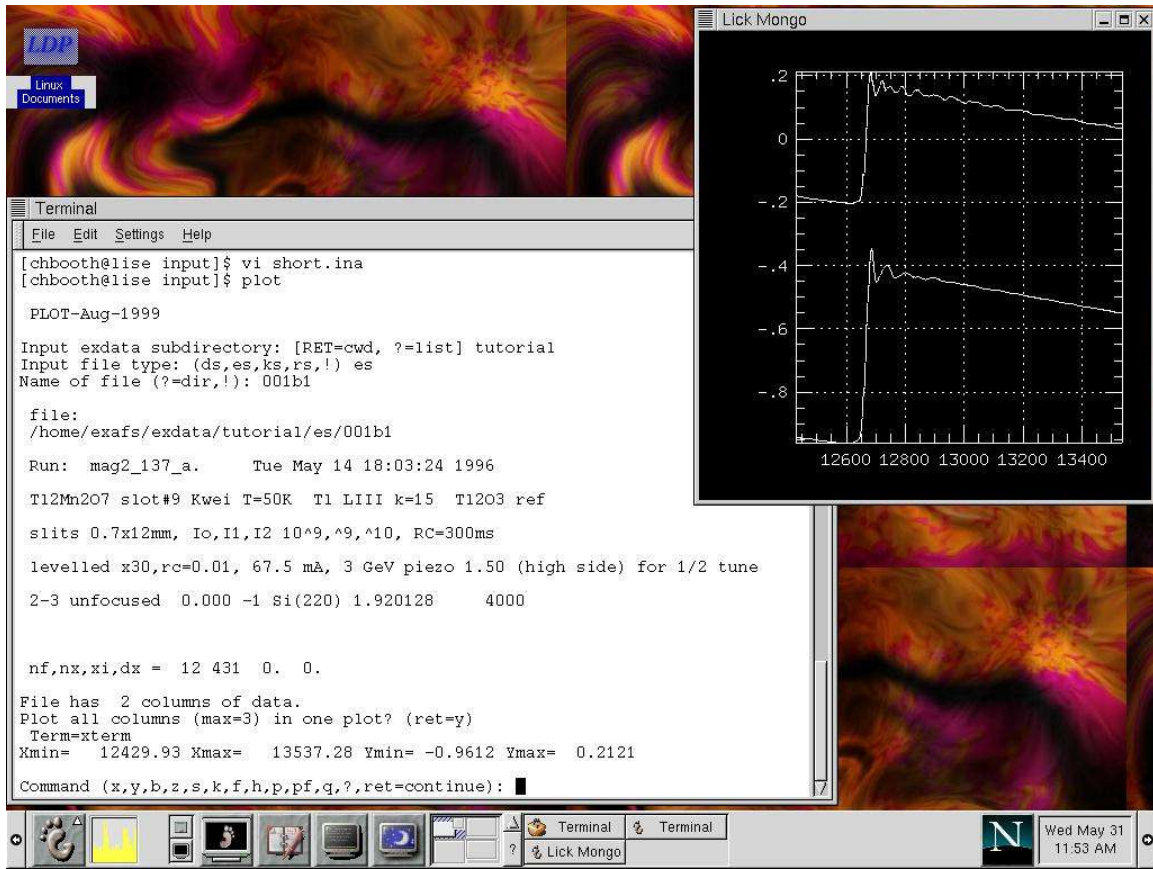 LDP
Linux
Documents
Lick Mongo
.2
0
-.2
-.4
-.6
-.8
12600 12800 13000 13200 13400
Terminal
File Edit Settings Help
[chbooth@lise input]$ vi short.ina
[chbooth@lise input]$ plot
PLOT-Aug-1999
Input exdata subdirectory: [RET=cwd, ?=list] tutorial
Input file type: (ds,es,ks,rs,!) es
Name of file (?=dir,!): 001b1
file:
/home/exafs/exdata/tutorial/es/001b1
Run: mag2_137_a. Tue May 14 18:03:24 1996
Tl2Mn2O7 slot#9 Kwei T=50K Tl LIII k=15 Tl2O3 ref
slits 0.7x12mm, Io,I1,I2 10^9,^9,^10, RC=300ms
levelled x30,rc=0.01, 67.5 mA, 3 GeV piezo 1.50 (high side) for 1/2 tune
2-3 unfocused 0.000 -1 Si(220) 1.920128 4000
nf,nx,xi,dx = 12 431 0. 0.
File has 2 columns of data.
Plot all columns (max=3) in one plot? (ret=y)
Term=xterm
Xmin= 12429.93 Xmax= 13537.28 Ymin= -0.9612 Ymax= 0.2121
Command (x,y,b,z,s,k,f,h,p,pf,q,?,ret=continue):
?
Terminal
Terminal
Lick Mongo
N
Wed May 31
11:53 AM